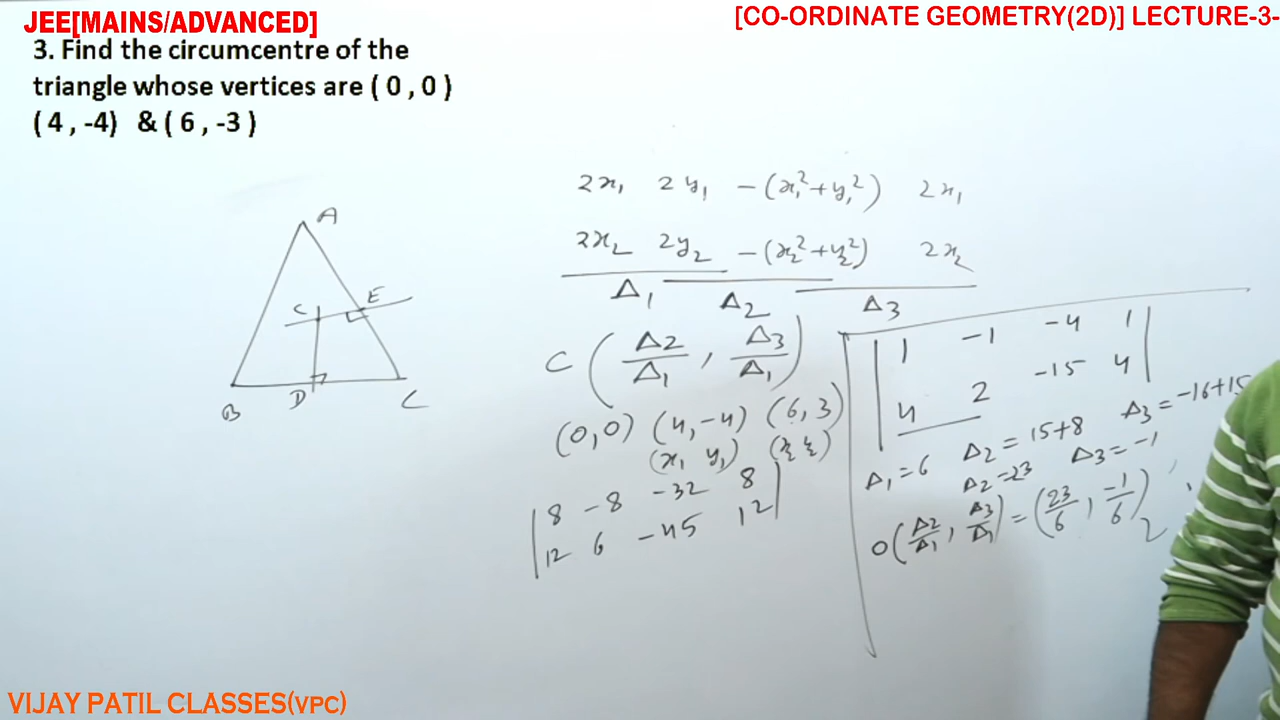 JEE[MAINS/ADVANCED]
[CO-ORDINATE GEOMETRY(2D)] LECTURE-3-
3. Find the circumcentre of the
triangle whose vertices are ( 0 , 0 )
( 4 , -4) & ( 6 , -3 )
A
C E
B D C
2x₁ 2y₁ -(x₁²+y₁²) 2x₁
2x₂ 2y₂ -(x₂²+y₂²) 2x₂
Δ₁ Δ₂ Δ₃
C (Δ₂/Δ₁ , Δ₃/Δ₁)
(0,0) (4,-4) (6,3)
(x₁ y₁) (x₂ y₂)
| 8 -8 -32 8 |
| 12 6 -45 12 |
| 1 -1 -4 1 |
| 4 2 -15 4 |
Δ₁ = 6 Δ₂ = 15+8 Δ₃ = -16+15
Δ₂ = 23 Δ₃ = -1
O(Δ₂/Δ₁ , Δ₃/Δ₁) = (23/6 , -1/6)
VIJAY PATIL CLASSES(VPC)